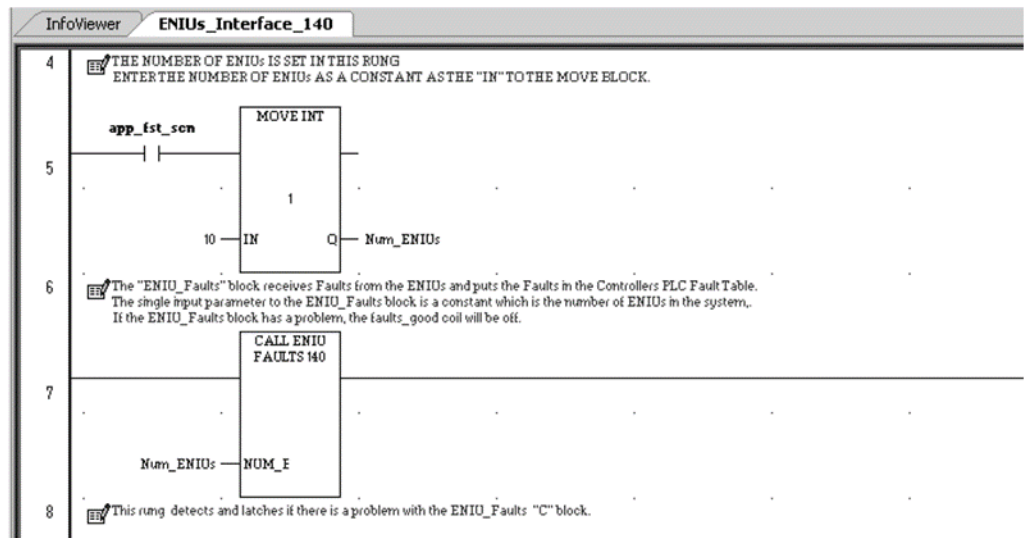 InfoViewer ENIUs_Interface_140
4 THE NUMBER OF ENIUs IS SET IN THIS RUNG
ENTER THE NUMBER OF ENIUs AS A CONSTANT AS THE "IN" TO THE MOVE BLOCK.
MOVE INT
app_fst_scn
5
1
10 IN Q Num_ENIUs
6 The "ENIU_Faults" block receives Faults from the ENIUs and puts the Faults in the Controllers PLC Fault Table.
The single input parameter to the ENIU_Faults block is a constant which is the number of ENIUs in the system,.
If the ENIU_Faults block has a problem, the faults_good coil will be off.
CALL ENIU
FAULTS 140
7
Num_ENIUs NUM_E
8 This rung detects and latches if there is a problem with the ENIU_Faults "C" block.